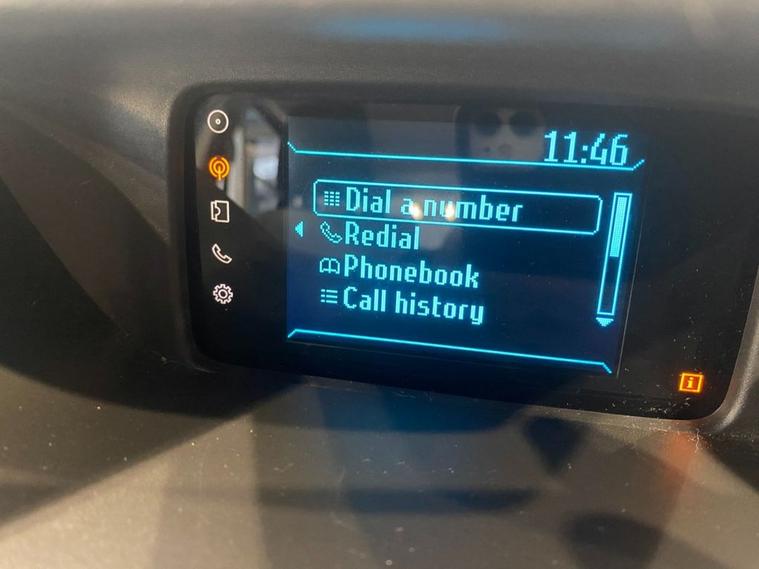 11:46
Dial a number
Redial
Phonebook
Call history
i